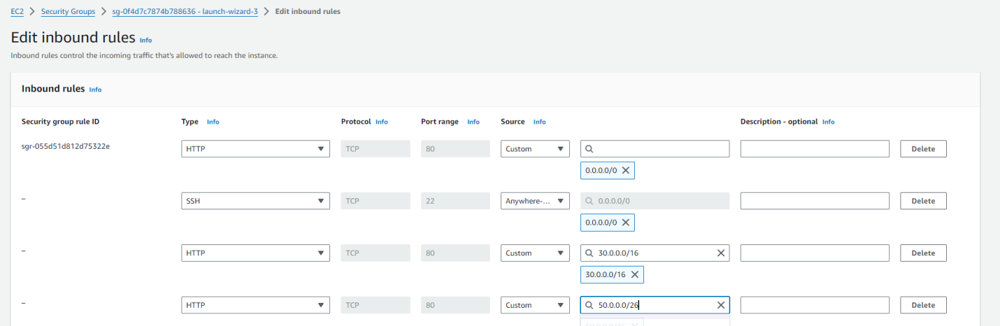 EC2 > Security Groups > sg-0f4d7c7874b788636 - launch-wizard-3 > Edit inbound rules
Edit inbound rules Info
Inbound rules control the incoming traffic that's allowed to reach the instance.
Inbound rules Info
Security group rule ID Type Info Protocol Info Port range Info Source Info Description - optional Info
sgr-055d51d812d75322e HTTP TCP 80 Custom Delete
0.0.0.0/0
– SSH TCP 22 Anywhere-... 0.0.0.0/0 Delete
0.0.0.0/0
– HTTP TCP 80 Custom 30.0.0.0/16 Delete
30.0.0.0/16
– HTTP TCP 80 Custom 50.0.0.0/26 Delete